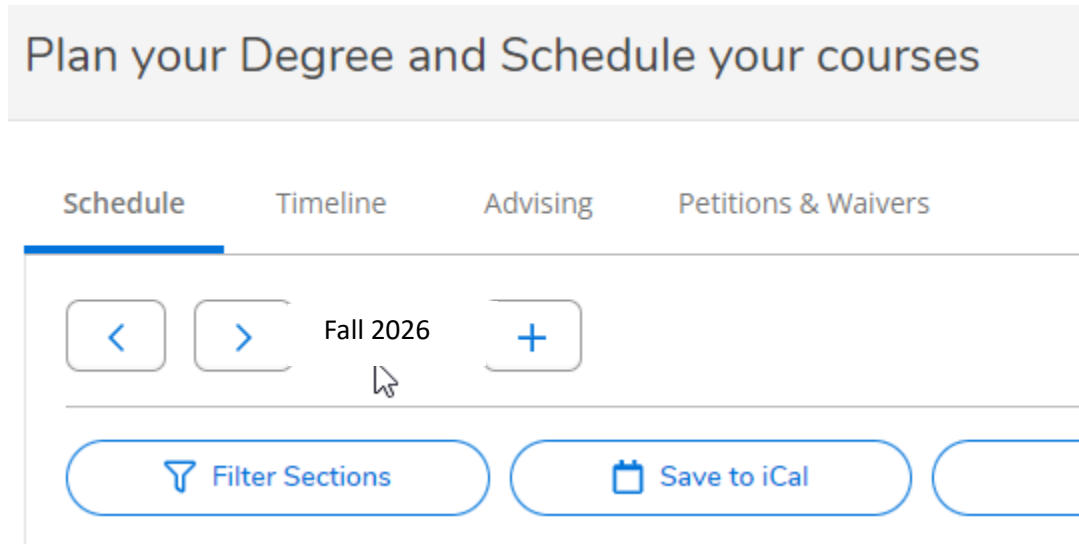 Plan your Degree and Schedule your courses
Schedule Timeline Advising Petitions & Waivers
Fall 2026
Filter Sections Save to iCal